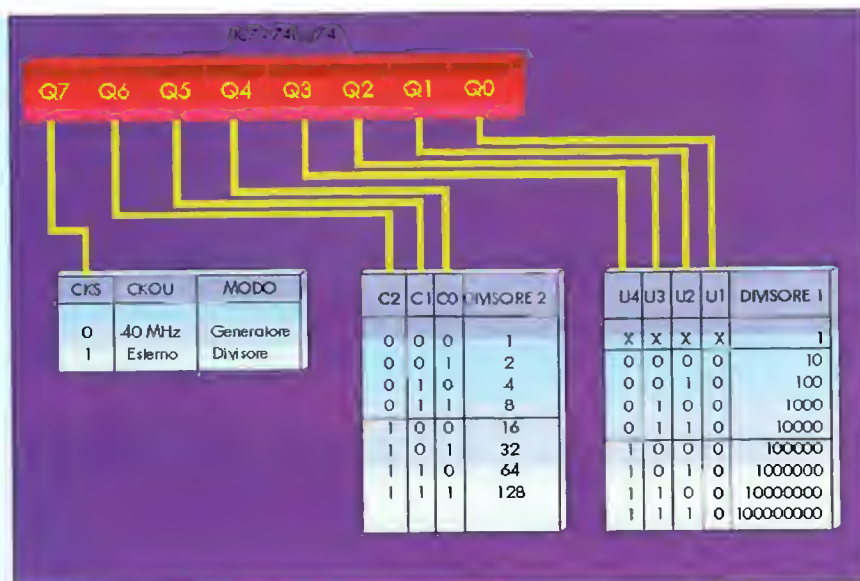 Q7 Q6 Q5 Q4 Q3 Q2 Q1 Q0
CKS CKOU MODO
0 40 MHz Generatore
1 Esterno Divisore
C2 C1 C0 DIVISORE 2
0 0 0 1
0 0 1 2
0 1 0 4
0 1 1 8
1 0 0 16
1 0 1 32
1 1 0 64
1 1 1 128
U4 U3 U2 U1 DIVISORE 1
X X X X 1
0 0 0 0 10
0 0 1 0 100
0 1 0 0 1000
0 1 1 0 10000
1 0 0 0 100000
1 0 1 0 1000000
1 1 0 0 10000000
1 1 1 0 100000000